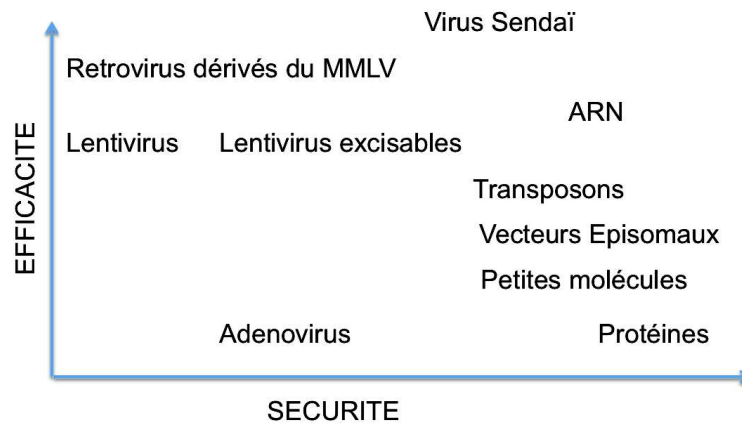 Virus Sendaï
Retrovirus dérivés du MMLV
ARN
Lentivirus
Lentivirus excisables
Transposons
Vecteurs Episomaux
Petites molécules
Adenovirus
Protéines
EFFICACITE
SECURITE